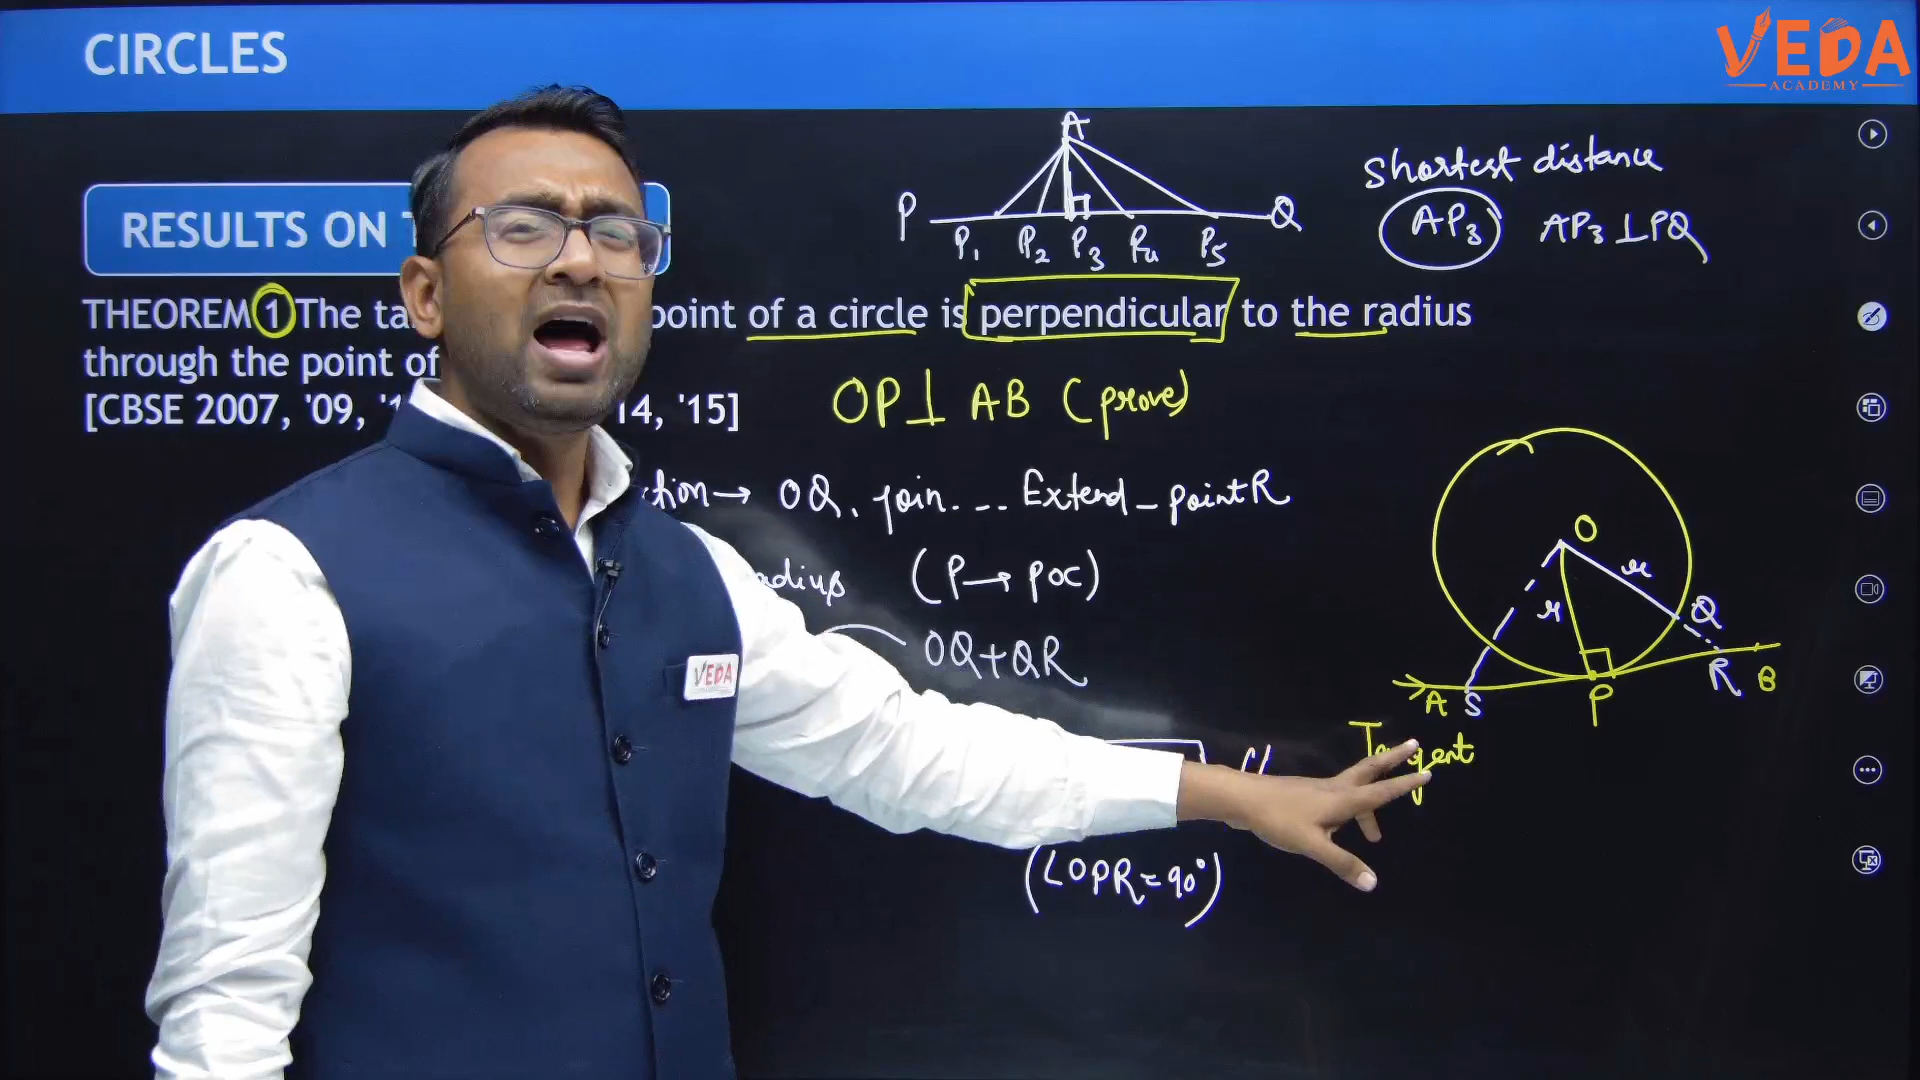 CIRCLES
VEDA
ACADEMY
RESULTS ON
A
P Q
P1 P2 P3 P4 P5
Shortest distance
AP3 AP3 ⊥ PQ
THEOREM 1 The point of a circle is perpendicular to the radius
through the point of
[CBSE 2007, '09, 14, '15]
OP ⊥ AB (prove)
OQ, join... Extend - point R
(P → POC)
OQ + QR
(∠OPR = 90°)
O
r r
Q
A S P R B
Tangent
VEDA